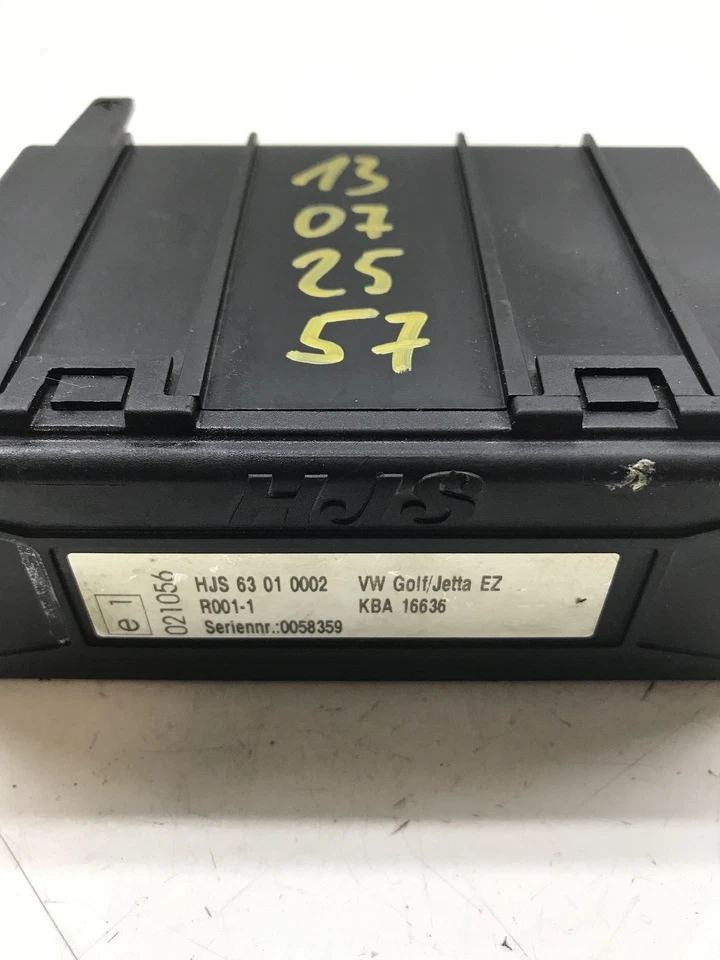 13
07
25
57
HJS
e1
021056
HJS 63 01 0002 VW Golf/Jetta EZ
R001-1 KBA 16636
Seriennr.:0058359